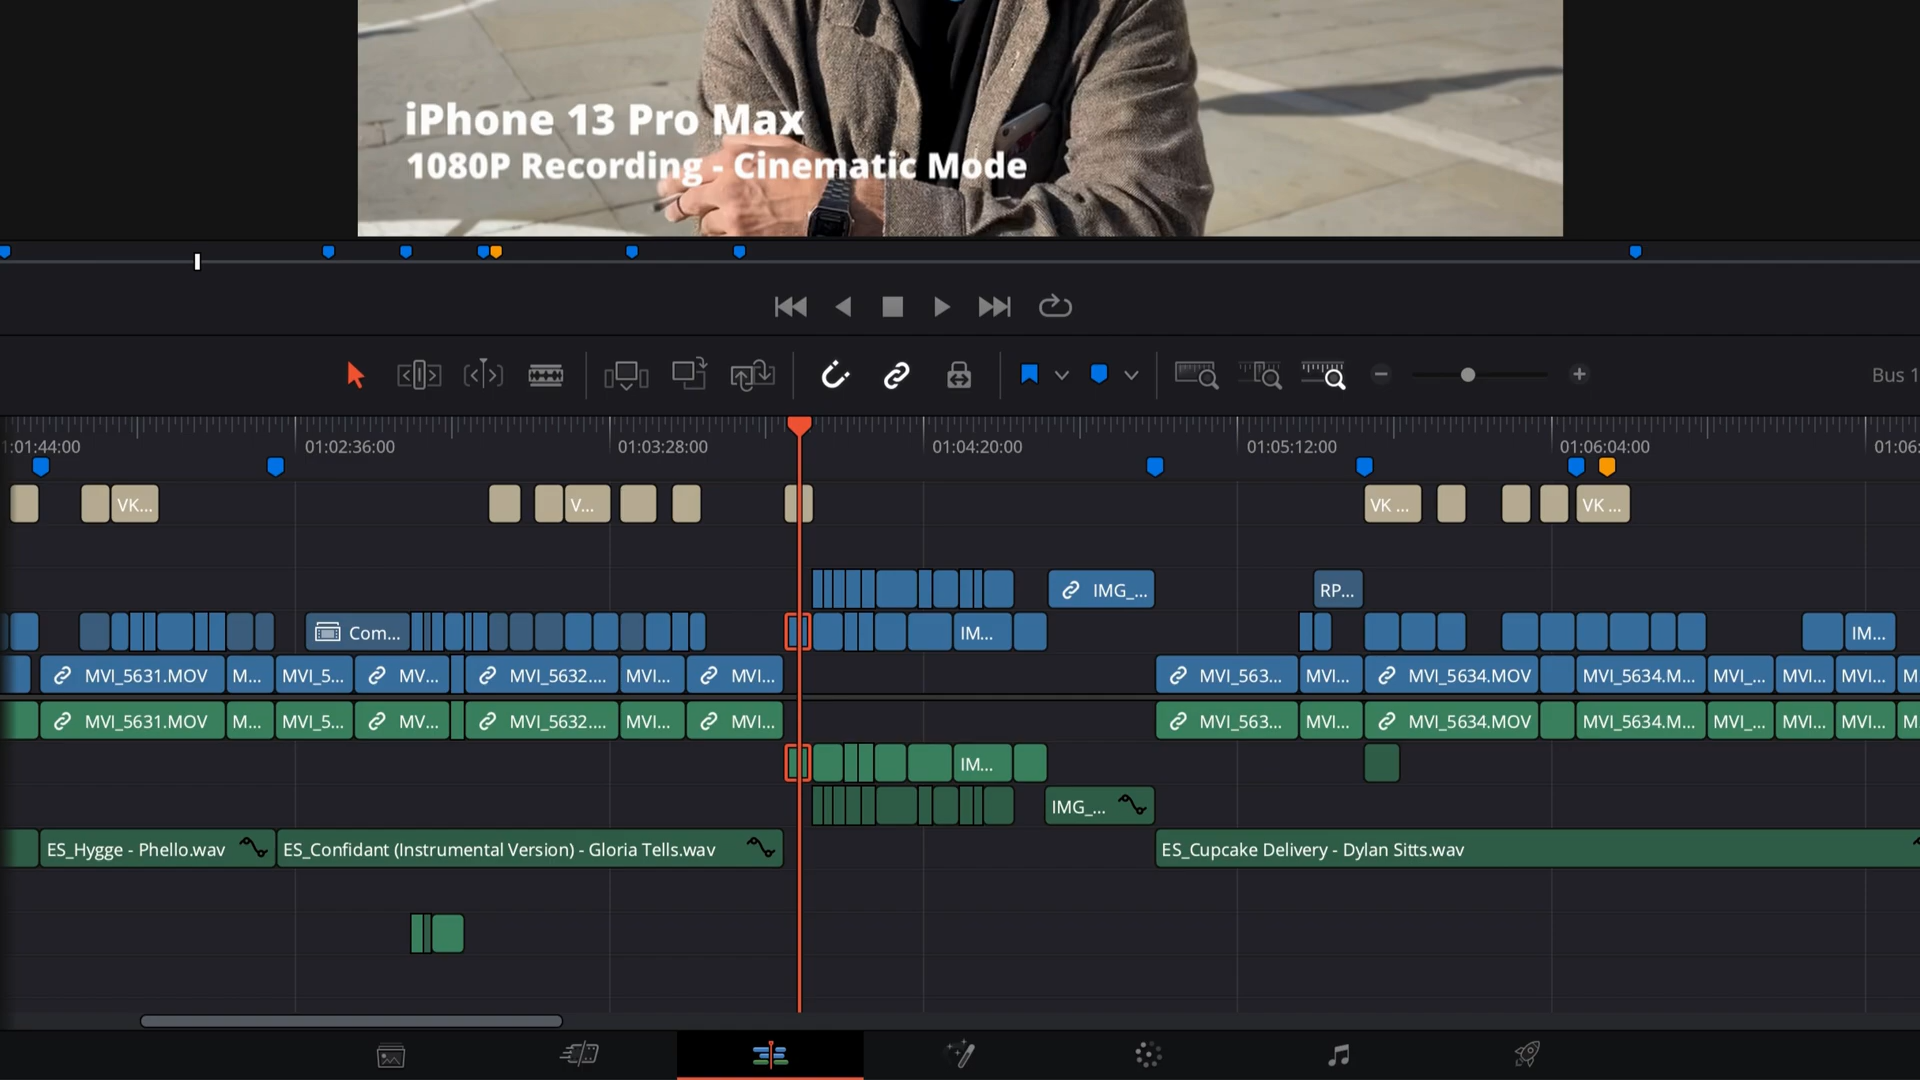 iPhone 13 Pro Max
1080P Recording - Cinematic Mode
Bus 1
1:01:44:00 01:02:36:00 01:03:28:00 01:04:20:00 01:05:12:00 01:06:04:00 01:06:
VK... V... VK ... VK ...
IMG_... RP...
Com... IM... IM...
MVI_5631.MOV M... MVI_5... MV... MVI_5632.... MVI... MVI... MVI_563... MVI... MVI_5634.MOV MVI_5634.M... MVI_... MVI... MVI... M
MVI_5631.MOV M... MVI_5... MV... MVI_5632.... MVI... MVI... MVI_563... MVI... MVI_5634.MOV MVI_5634.M... MVI_... MVI... MVI... M
IM...
IMG_...
ES_Hygge - Phello.wav ES_Confidant (Instrumental Version) - Gloria Tells.wav ES_Cupcake Delivery - Dylan Sitts.wav